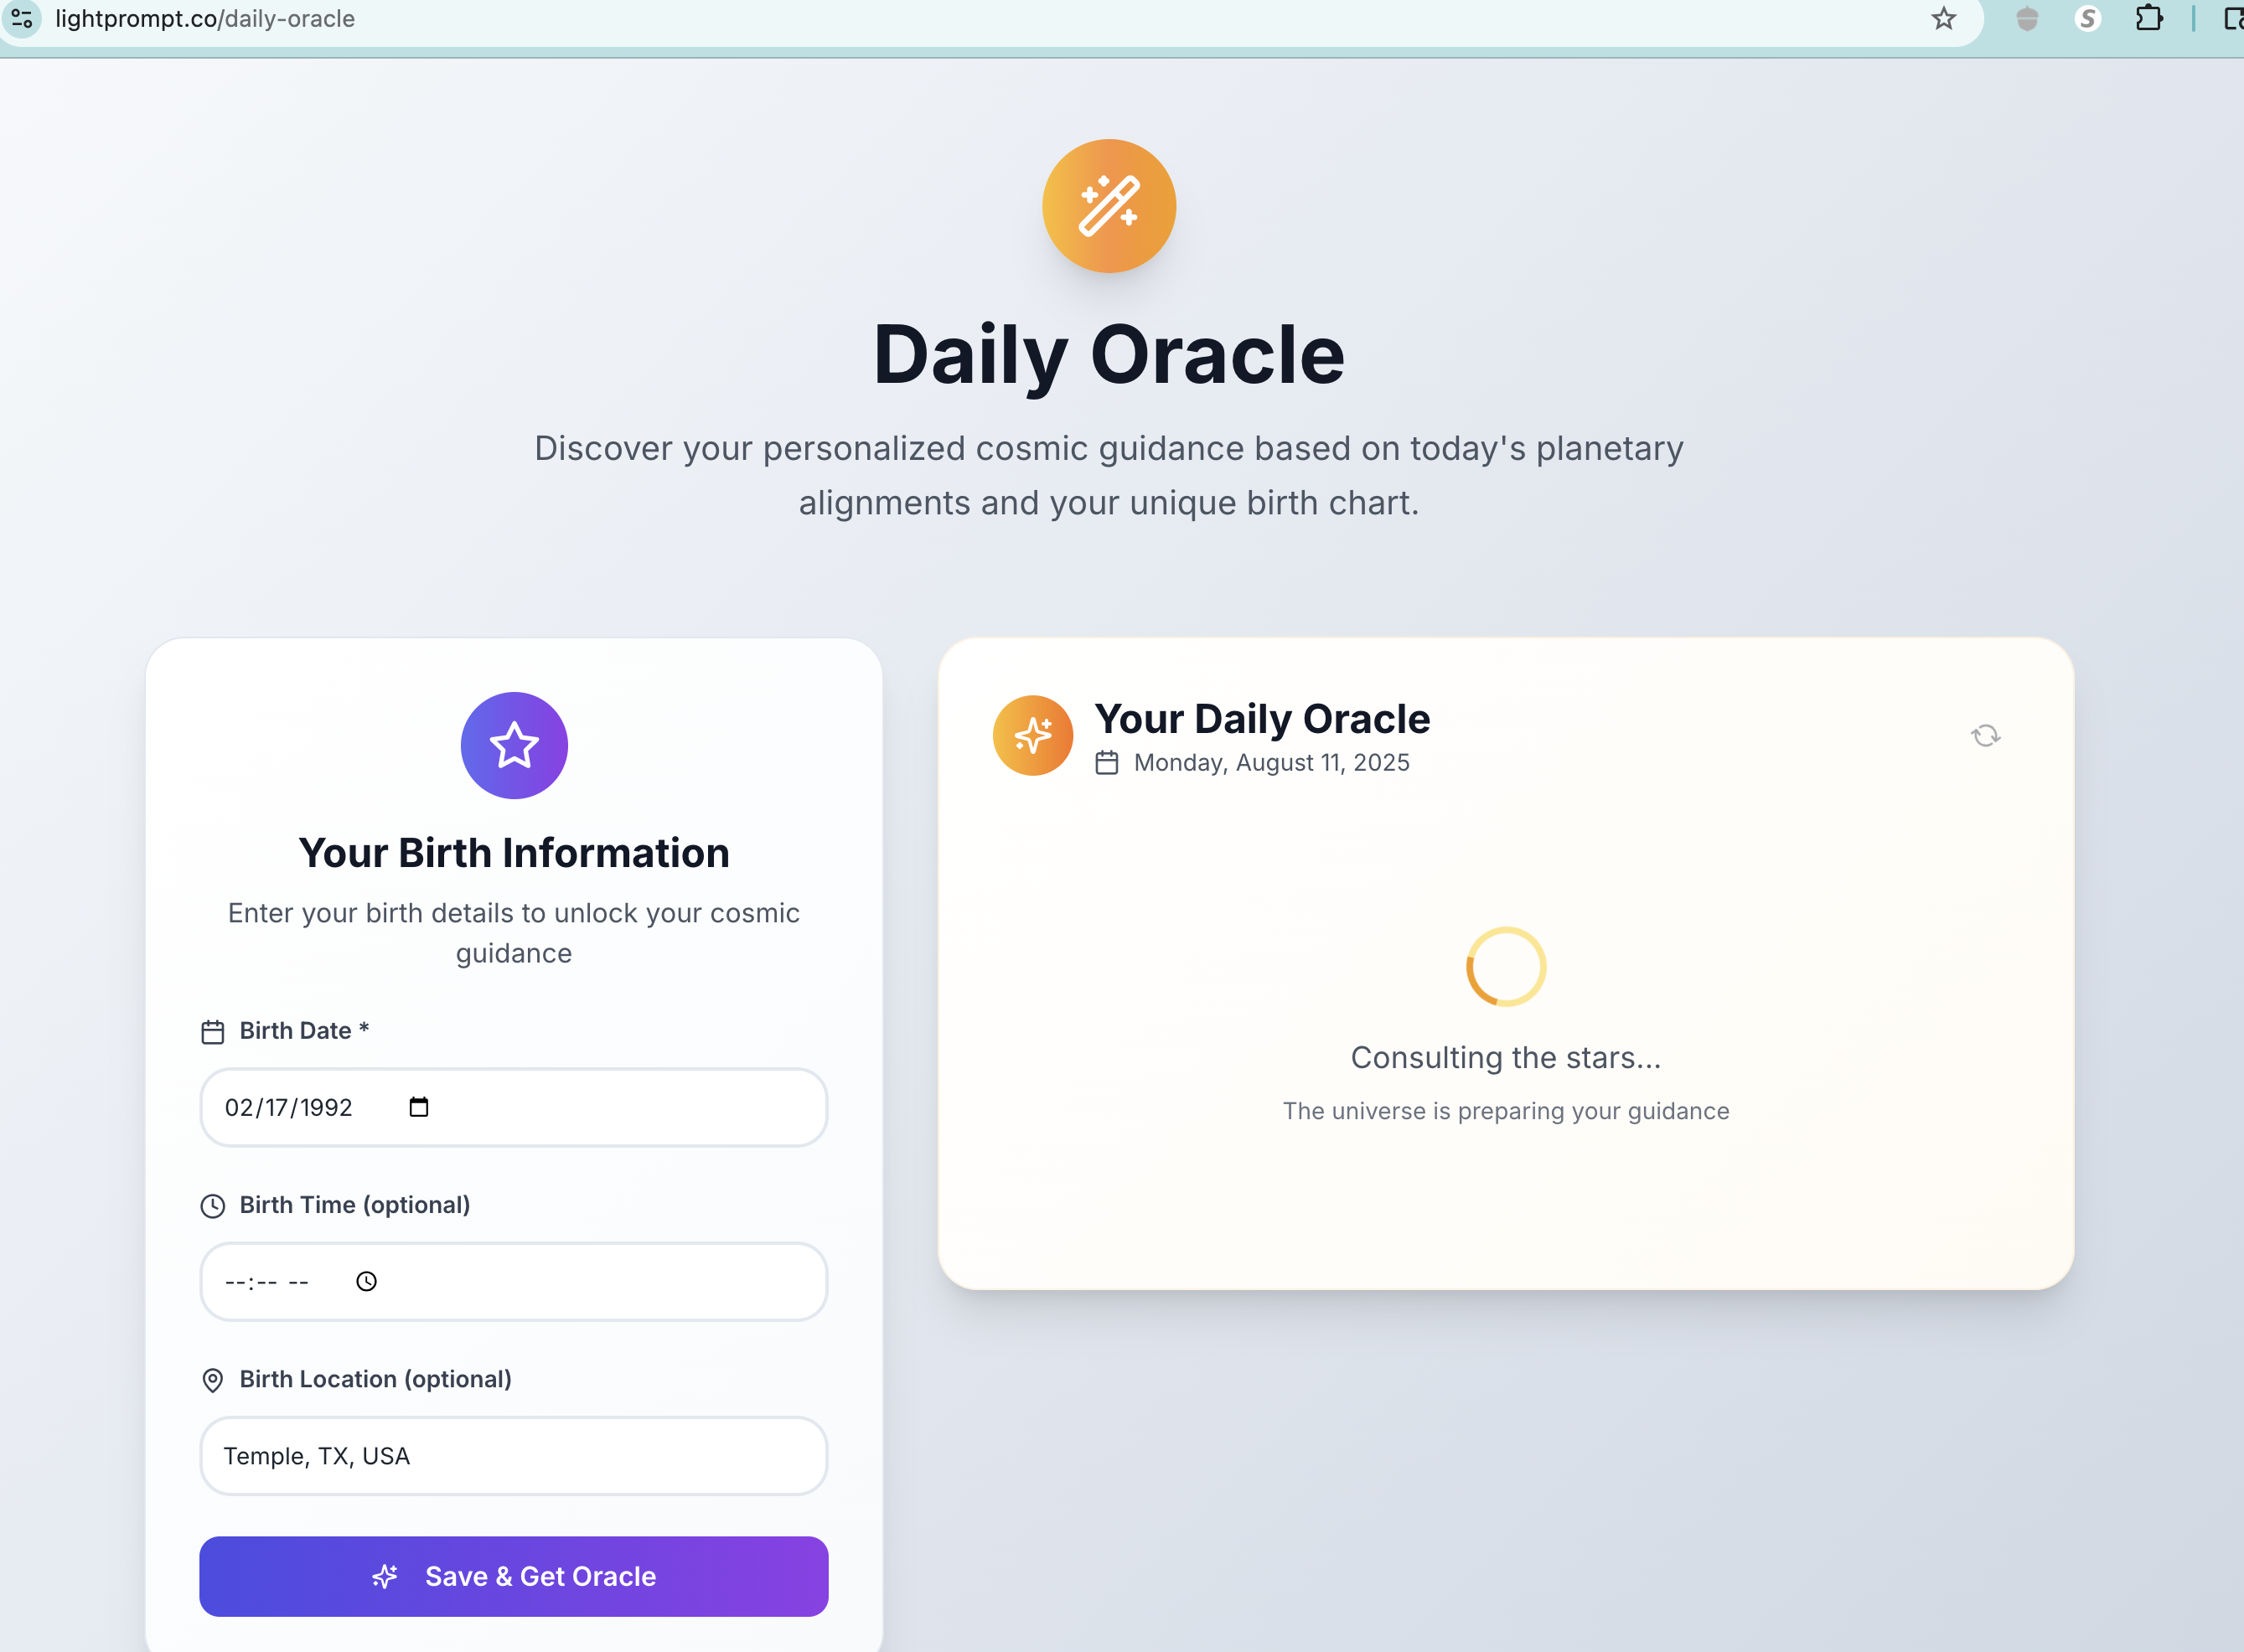 lightprompt.co/daily-oracle
S
Daily Oracle
Discover your personalized cosmic guidance based on today's planetary
alignments and your unique birth chart.
Your Birth Information
Enter your birth details to unlock your cosmic
guidance
Birth Date *
02/17/1992
Birth Time (optional)
--:-- --
Birth Location (optional)
Temple, TX, USA
Save & Get Oracle
Your Daily Oracle
Monday, August 11, 2025
Consulting the stars...
The universe is preparing your guidance